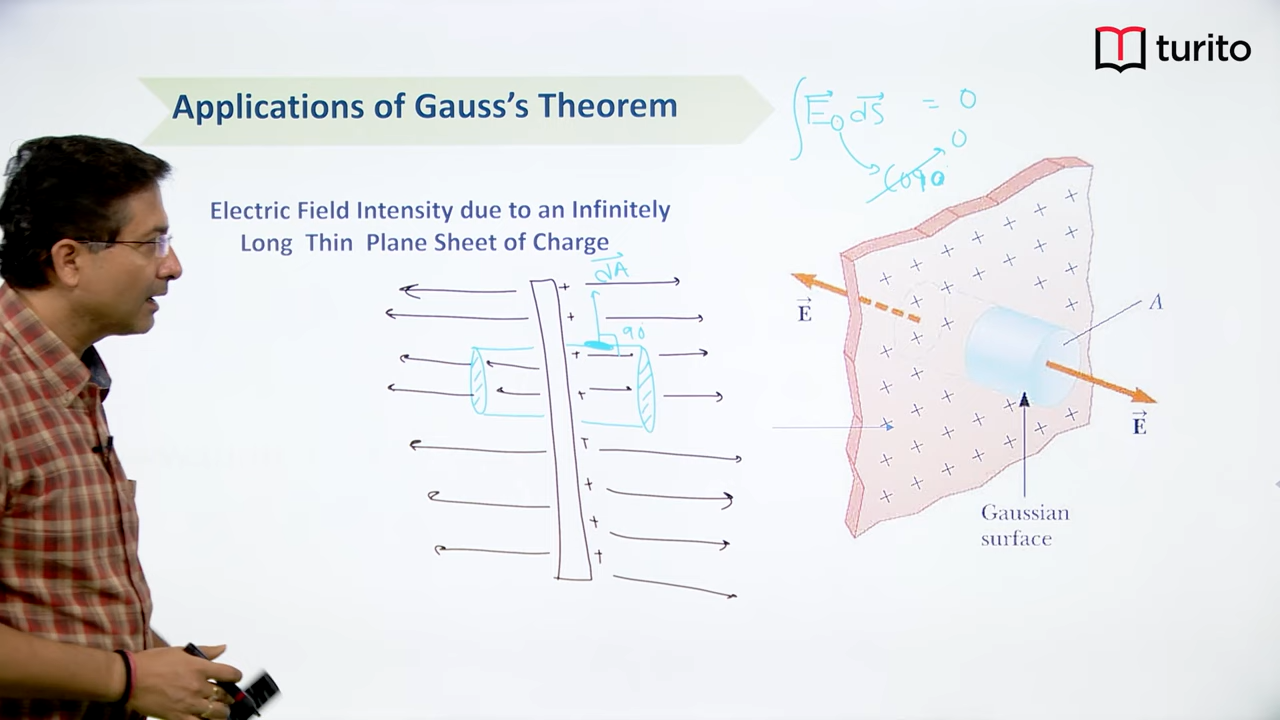 turito
Applications of Gauss's Theorem
∫E⃗ₒ ds⃗ = 0
0
cos90
Electric Field Intensity due to an Infinitely
Long Thin Plane Sheet of Charge
dA⃗
90°
E⃗
A
E⃗
Gaussian
surface